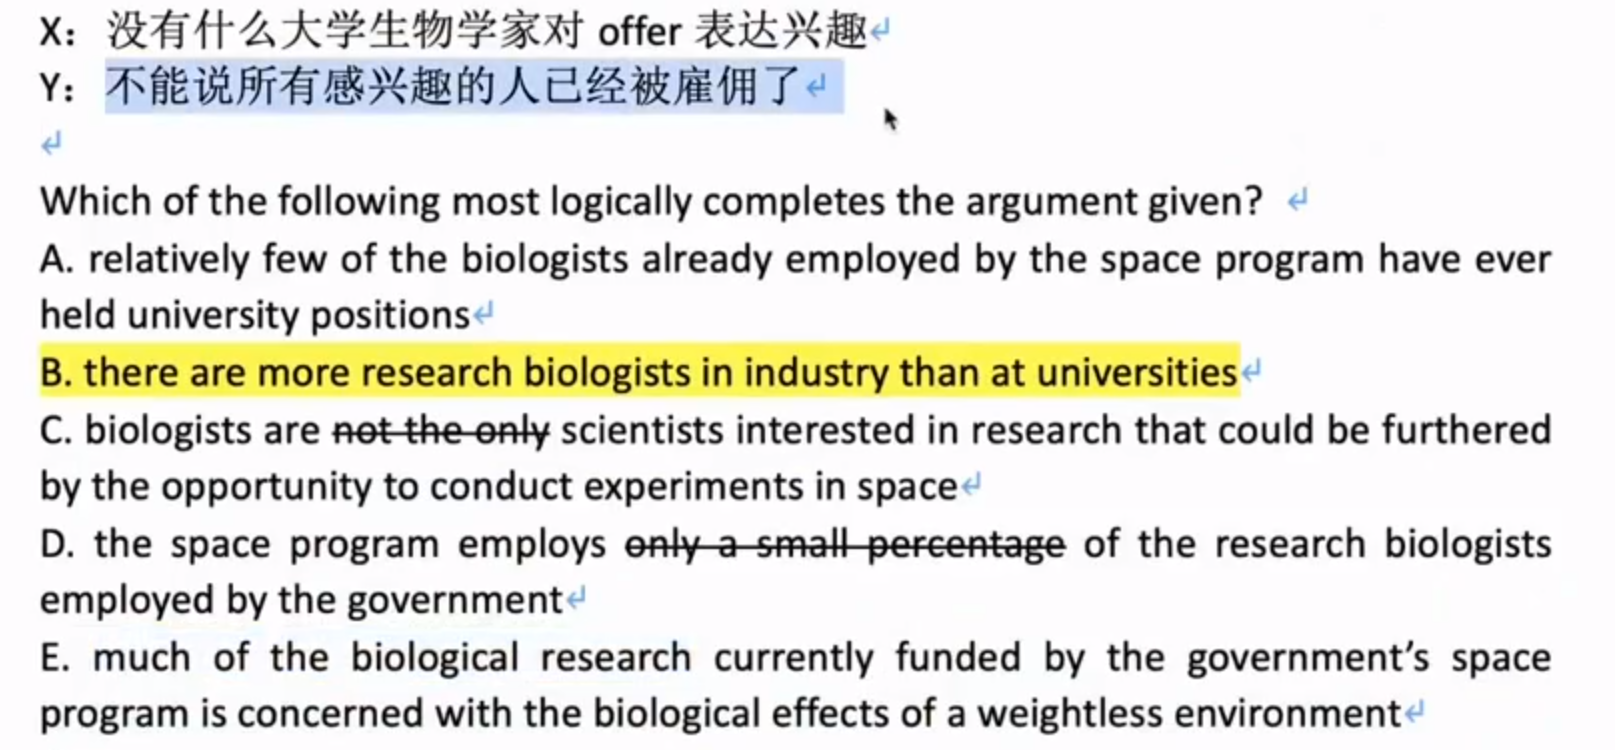 X：没有什么大学生物学家对 offer 表达兴趣
Y：不能说所有感兴趣的人已经被雇佣了
Which of the following most logically completes the argument given?
A. relatively few of the biologists already employed by the space program have ever
held university positions
B. there are more research biologists in industry than at universities
C. biologists are not the only scientists interested in research that could be furthered
by the opportunity to conduct experiments in space
D. the space program employs only a small percentage of the research biologists
employed by the government
E. much of the biological research currently funded by the government’s space
program is concerned with the biological effects of a weightless environment